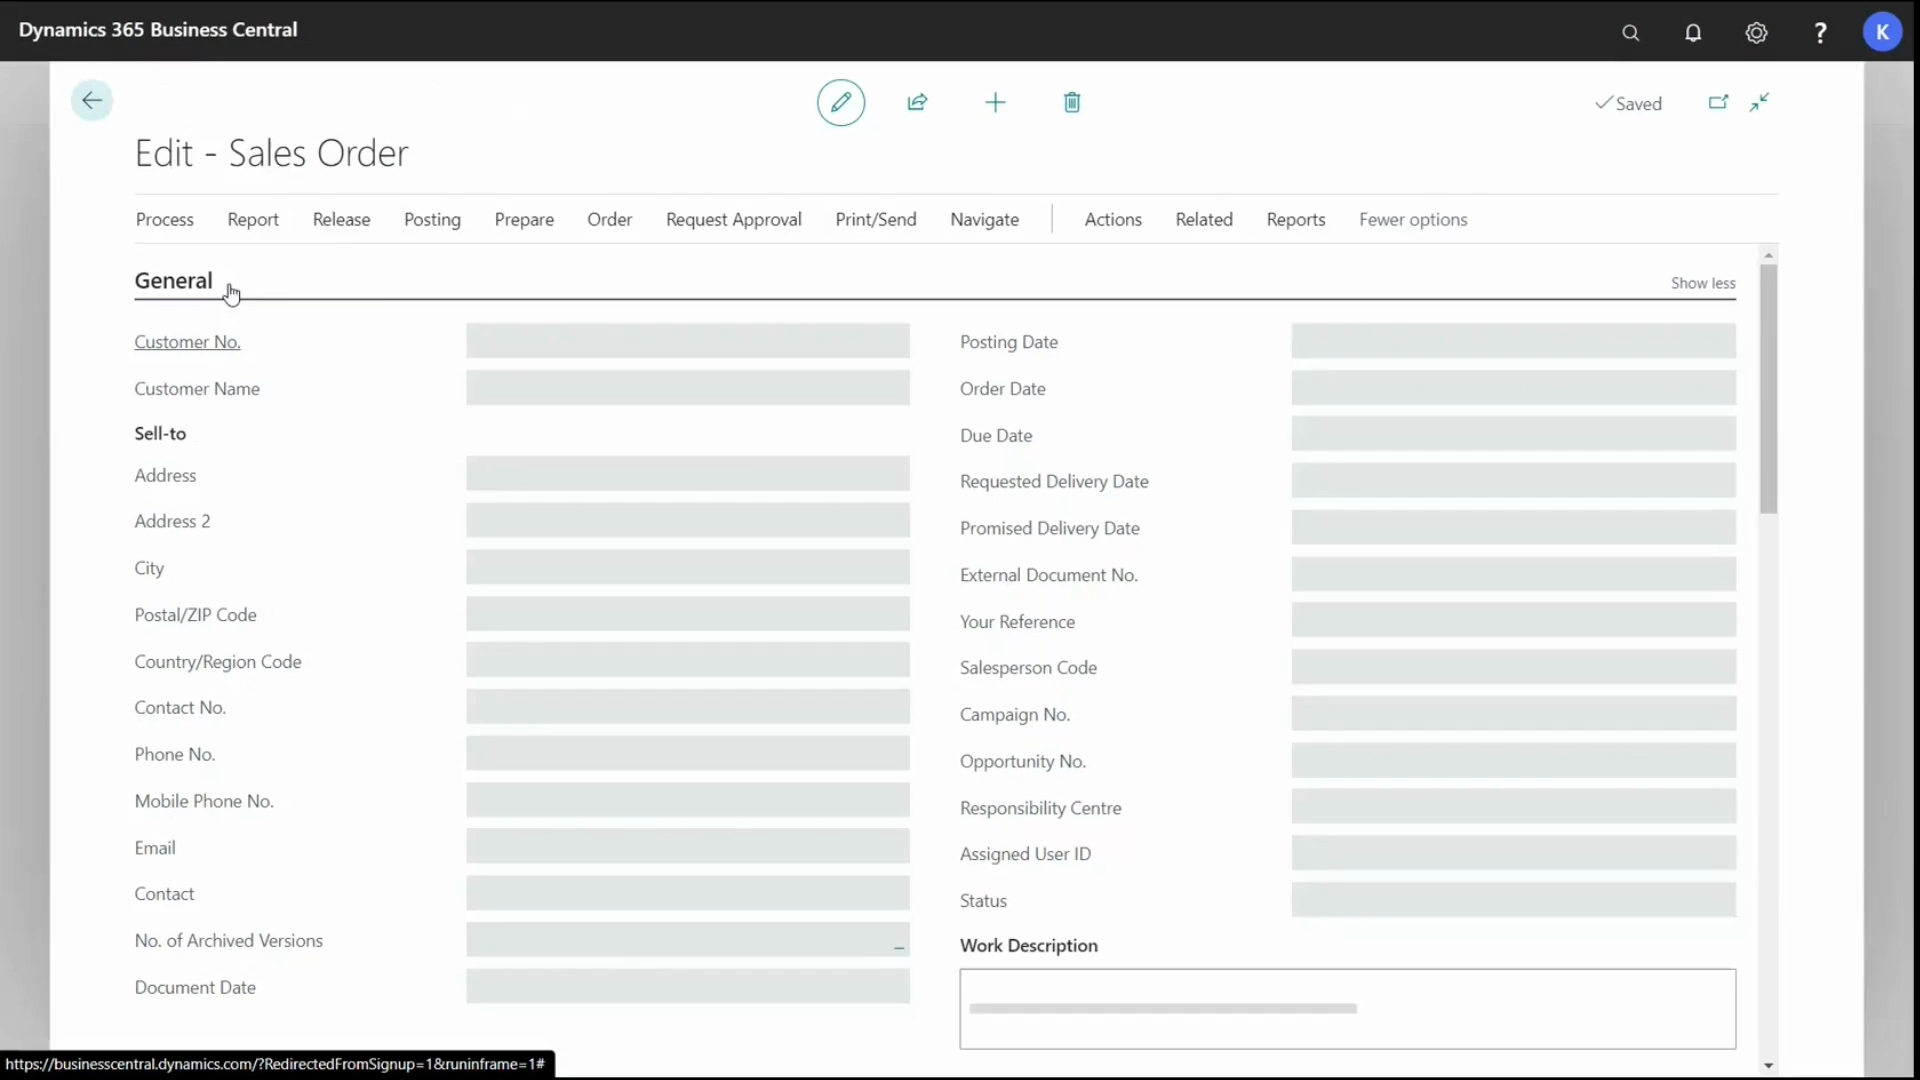 Dynamics 365 Business Central
?
K
Saved
Edit - Sales Order
Process Report Release Posting Prepare Order Request Approval Print/Send Navigate Actions Related Reports Fewer options
General
Show less
Customer No.
Customer Name
Sell-to
Address
Address 2
City
Postal/ZIP Code
Country/Region Code
Contact No.
Phone No.
Mobile Phone No.
Email
Contact
No. of Archived Versions
_
Document Date
Posting Date
Order Date
Due Date
Requested Delivery Date
Promised Delivery Date
External Document No.
Your Reference
Salesperson Code
Campaign No.
Opportunity No.
Responsibility Centre
Assigned User ID
Status
Work Description
https://businesscentral.dynamics.com/?RedirectedFromSignup=1&runinframe=1#